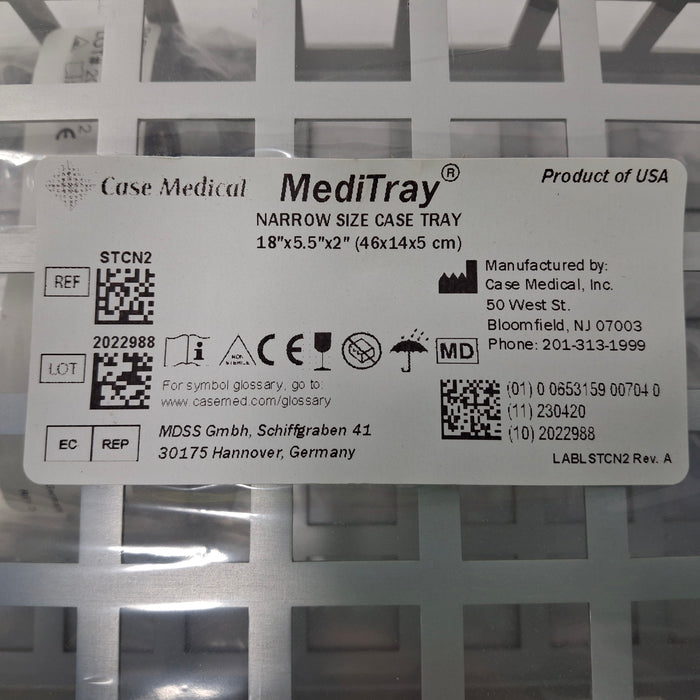 Case Medical
MediTray®
Product of USA
NARROW SIZE CASE TRAY
18"x5.5"x2" (46x14x5 cm)
STCN2
REF
2022988
LOT
Manufactured by:
Case Medical, Inc.
50 West St.
Bloomfield, NJ 07003
Phone: 201-313-1999
i
NON
STERILE
CE
MD
For symbol glossary, go to:
www.casemed.com/glossary
(01) 0 0653159 00704 0
(11) 230420
(10) 2022988
EC REP
MDSS Gmbh, Schiffgraben 41
30175 Hannover, Germany
LABLSTCN2 Rev. A